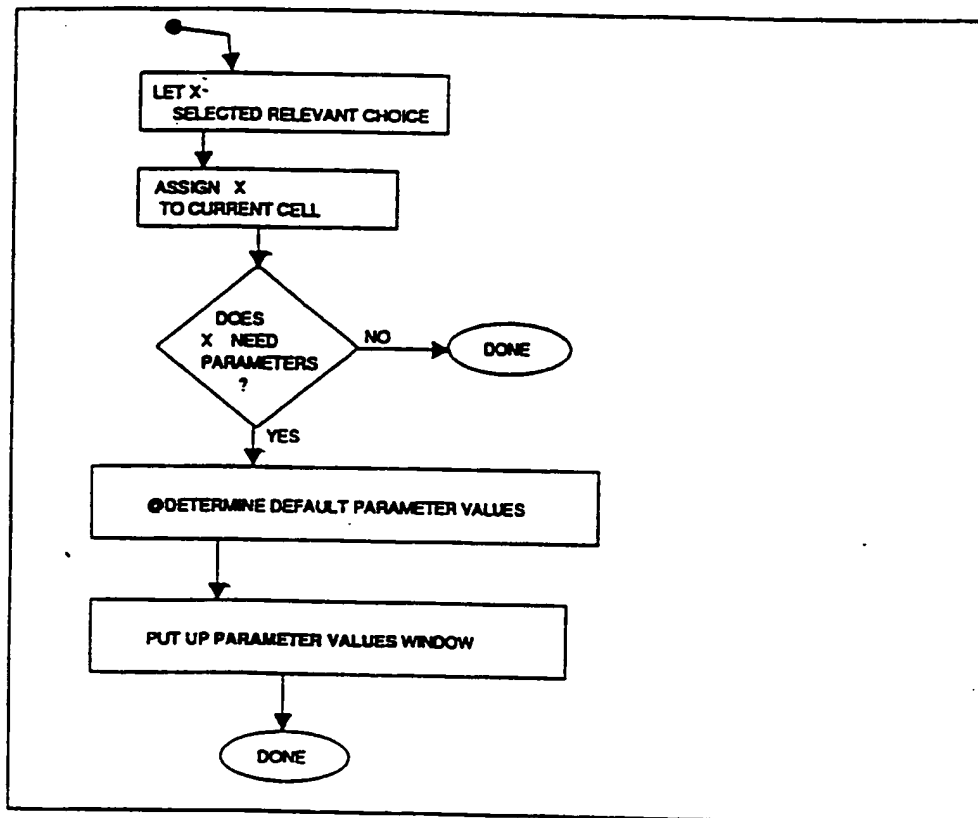 LET X-
SELECTED RELEVANT CHOICE
ASSIGN X
TO CURRENT CELL
DOES
X NEED
PARAMETERS
?
NO
DONE
YES
@DETERMINE DEFAULT PARAMETER VALUES
PUT UP PARAMETER VALUES WINDOW
DONE